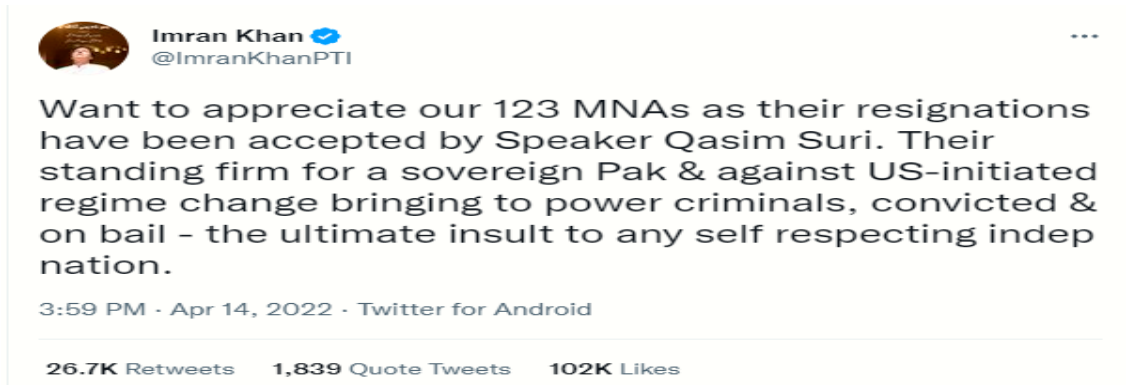 Imran Khan
@ImranKhanPTI
Want to appreciate our 123 MNAs as their resignations
have been accepted by Speaker Qasim Suri. Their
standing firm for a sovereign Pak & against US-initiated
regime change bringing to power criminals, convicted &
on bail - the ultimate insult to any self respecting indep
nation.
3:59 PM · Apr 14, 2022 · Twitter for Android
26.7K Retweets 1,839 Quote Tweets 102K Likes